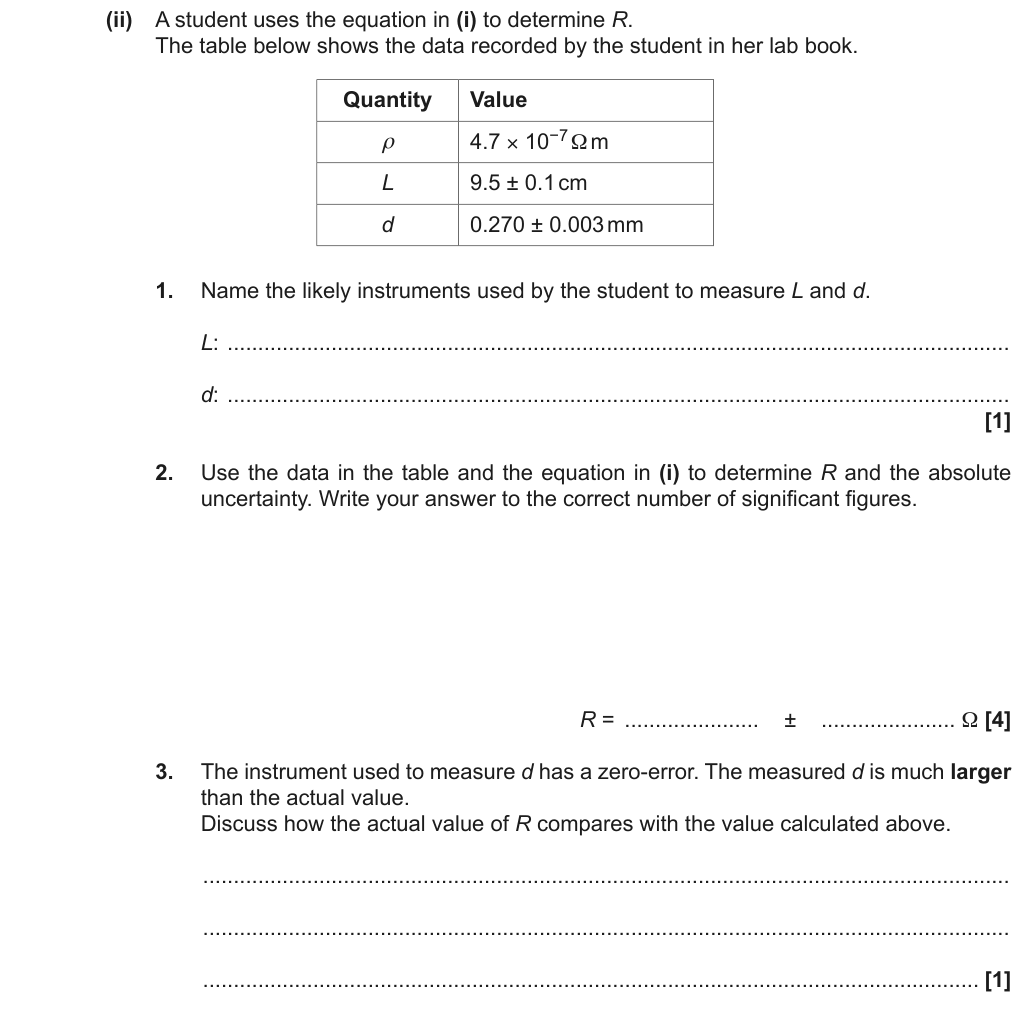 (ii) A student uses the equation in (i) to determine R.
The table below shows the data recorded by the student in her lab book.
Quantity Value
ρ 4.7 × 10⁻⁷ Ω m
L 9.5 ± 0.1 cm
d 0.270 ± 0.003 mm
1. Name the likely instruments used by the student to measure L and d.
L: ................................................................................................................................
d: ................................................................................................................................
[1]
2. Use the data in the table and the equation in (i) to determine R and the absolute
uncertainty. Write your answer to the correct number of significant figures.
R = ...................... ± ...................... Ω [4]
3. The instrument used to measure d has a zero-error. The measured d is much larger
than the actual value.
Discuss how the actual value of R compares with the value calculated above.
....................................................................................................................................
....................................................................................................................................
............................................................................................................................... [1]